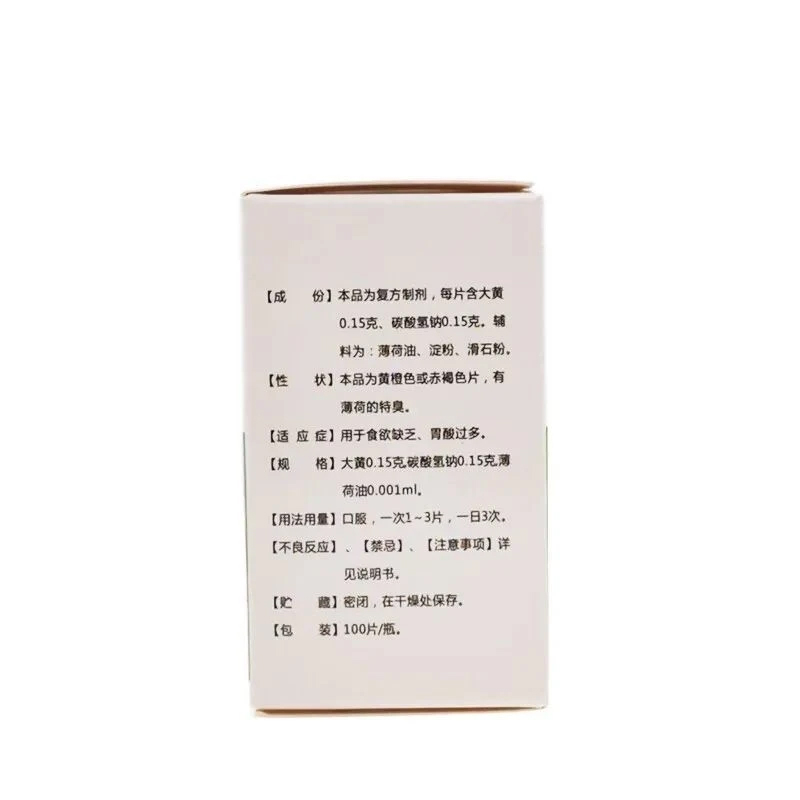 【成　份】本品为复方制剂，每片含大黄
0.15克、碳酸氢钠0.15克。辅
料为：薄荷油、淀粉、滑石粉。
【性　状】本品为黄橙色或赤褐色片，有
薄荷的特臭。
【适 应 症】用于食欲缺乏、胃酸过多。
【规　格】大黄0.15克,碳酸氢钠0.15克,薄
荷油0.001ml。
【用法用量】口服，一次1~3片，一日3次。
【不良反应】、【禁忌】、【注意事项】详
见说明书。
【贮　藏】密闭，在干燥处保存。
【包　装】100片/瓶。